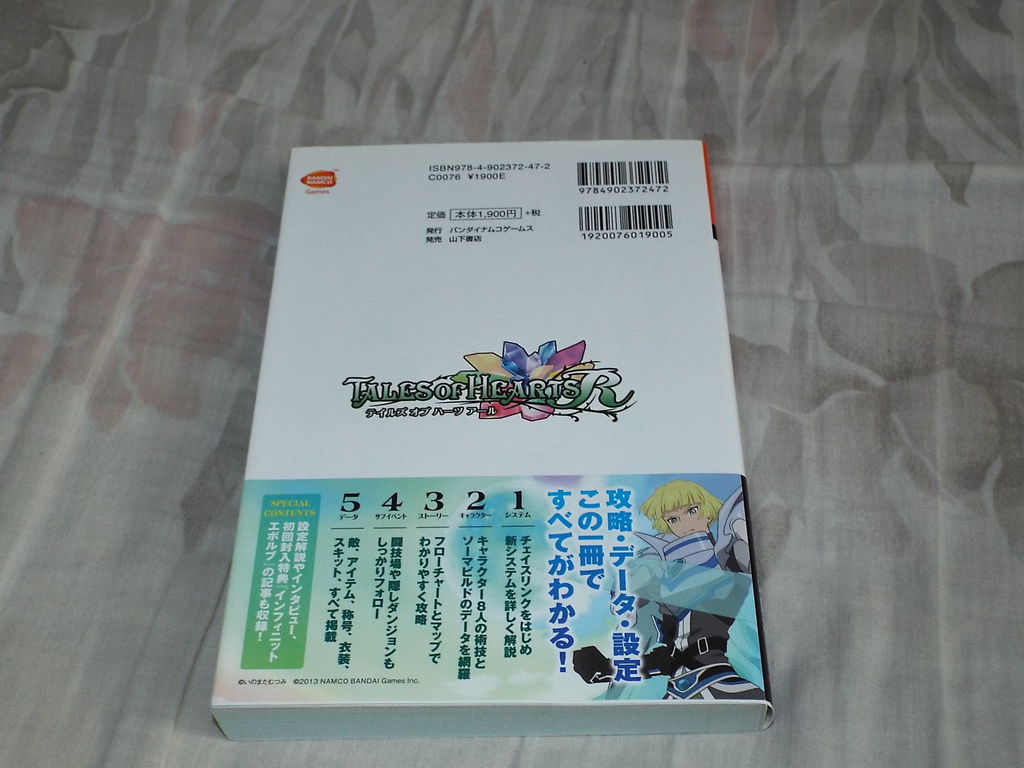 BANDAI
NAMCO
Games
ISBN978-4-902372-47-2
C0076 ¥1900E
9784902372472
定価 本体1,900円 +税
発行 バンダイナムコゲームス
発売 山下書店
1920076019005
TALES OF HEARTS R
テイルズ オブ ハーツ アール
攻略・データ・設定
この一冊で
すべてがわかる!
1
システム
チェイスリンクをはじめ
新システムを詳しく解説
2
キャラクター
キャラクター8人の術技と
ソーマビルドのデータを網羅
3
ストーリー
フローチャートとマップで
わかりやすく攻略
4
サブイベント
闘技場や隠しダンジョンも
しっかりフォロー
5
データ
敵、アイテム、称号、衣装、
スキット、すべて掲載
SPECIAL
CONTENTS
設定解説やインタビュー、
初回封入特典「インフィニット
エボルブ」の記事も収録!
©いのまたむつみ ©2013 NAMCO BANDAI Games Inc.